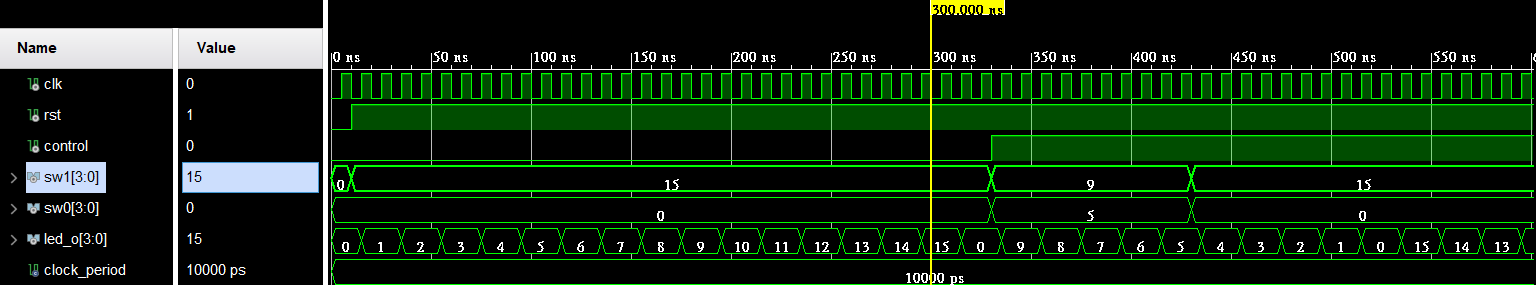 300.000 ns
Name Value
0 ns 50 ns 100 ns 150 ns 200 ns 250 ns 300 ns 350 ns 400 ns 450 ns 500 ns 550 ns 6
clk 0
rst 1
control 0
sw1[3:0] 15 0 15 9 15
sw0[3:0] 0 0 5 0
led_o[3:0] 15 0 1 2 3 4 5 6 7 8 9 10 11 12 13 14 15 0 9 8 7 6 5 4 3 2 1 0 15 14 13
clock_period 10000 ps 10000 ps